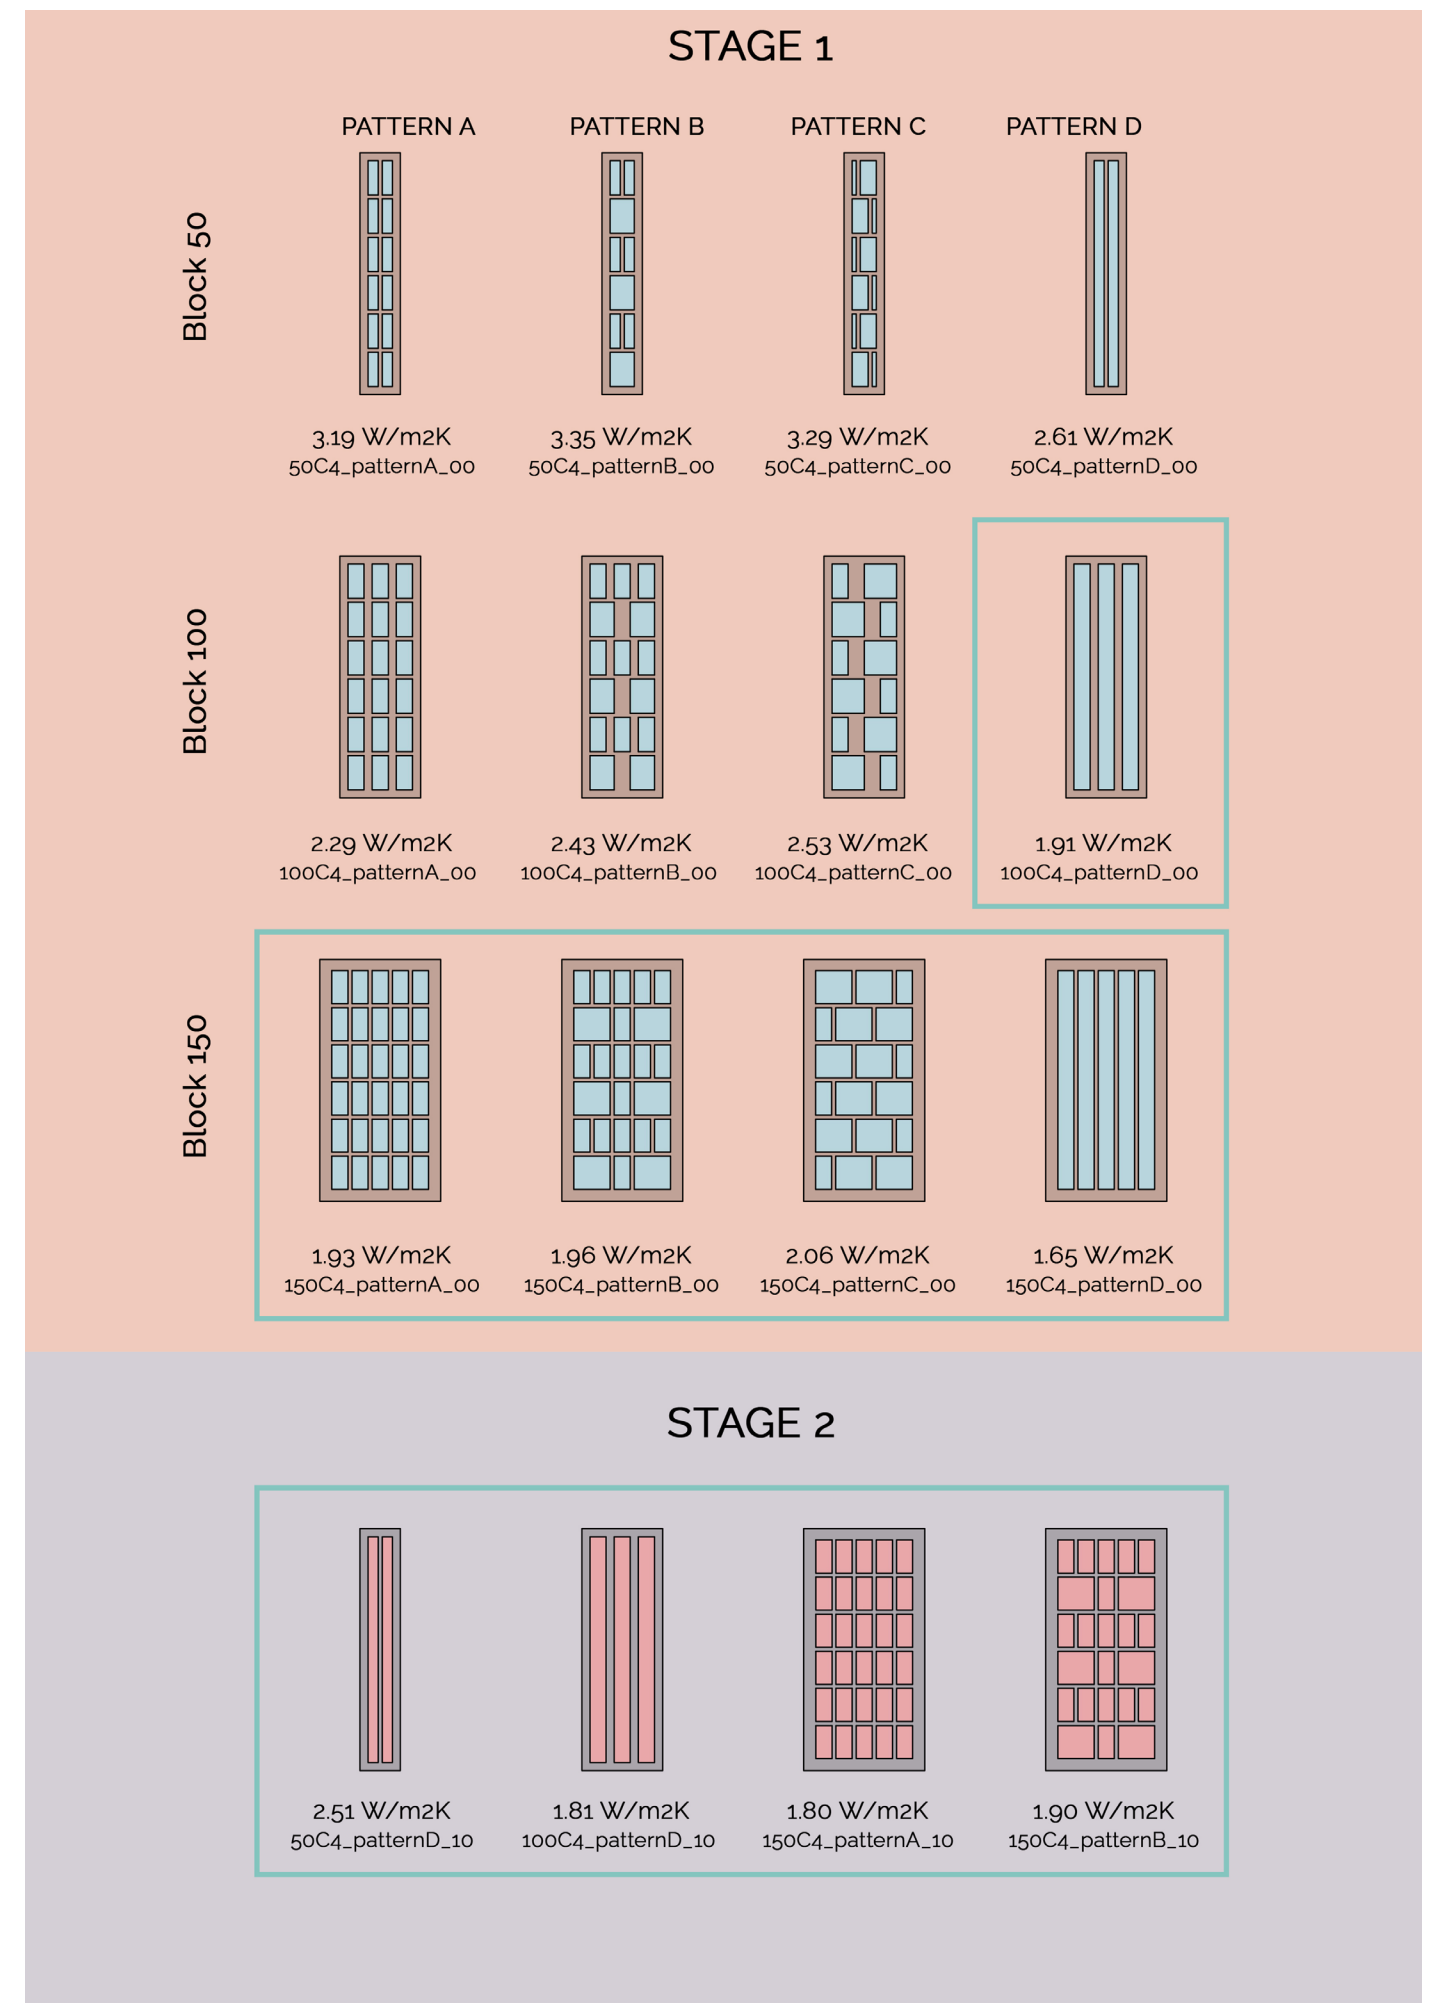 STAGE 1
PATTERN A
PATTERN B
PATTERN C
PATTERN D
Block 50
3.19 W/m2K
50C4_patternA_00
3.35 W/m2K
50C4_patternB_00
3.29 W/m2K
50C4_patternC_00
2.61 W/m2K
50C4_patternD_00
Block 100
2.29 W/m2K
100C4_patternA_00
2.43 W/m2K
100C4_patternB_00
2.53 W/m2K
100C4_patternC_00
1.91 W/m2K
100C4_patternD_00
Block 150
1.93 W/m2K
150C4_patternA_00
1.96 W/m2K
150C4_patternB_00
2.06 W/m2K
150C4_patternC_00
1.65 W/m2K
150C4_patternD_00
STAGE 2
2.51 W/m2K
50C4_patternD_10
1.81 W/m2K
100C4_patternD_10
1.80 W/m2K
150C4_patternA_10
1.90 W/m2K
150C4_patternB_10